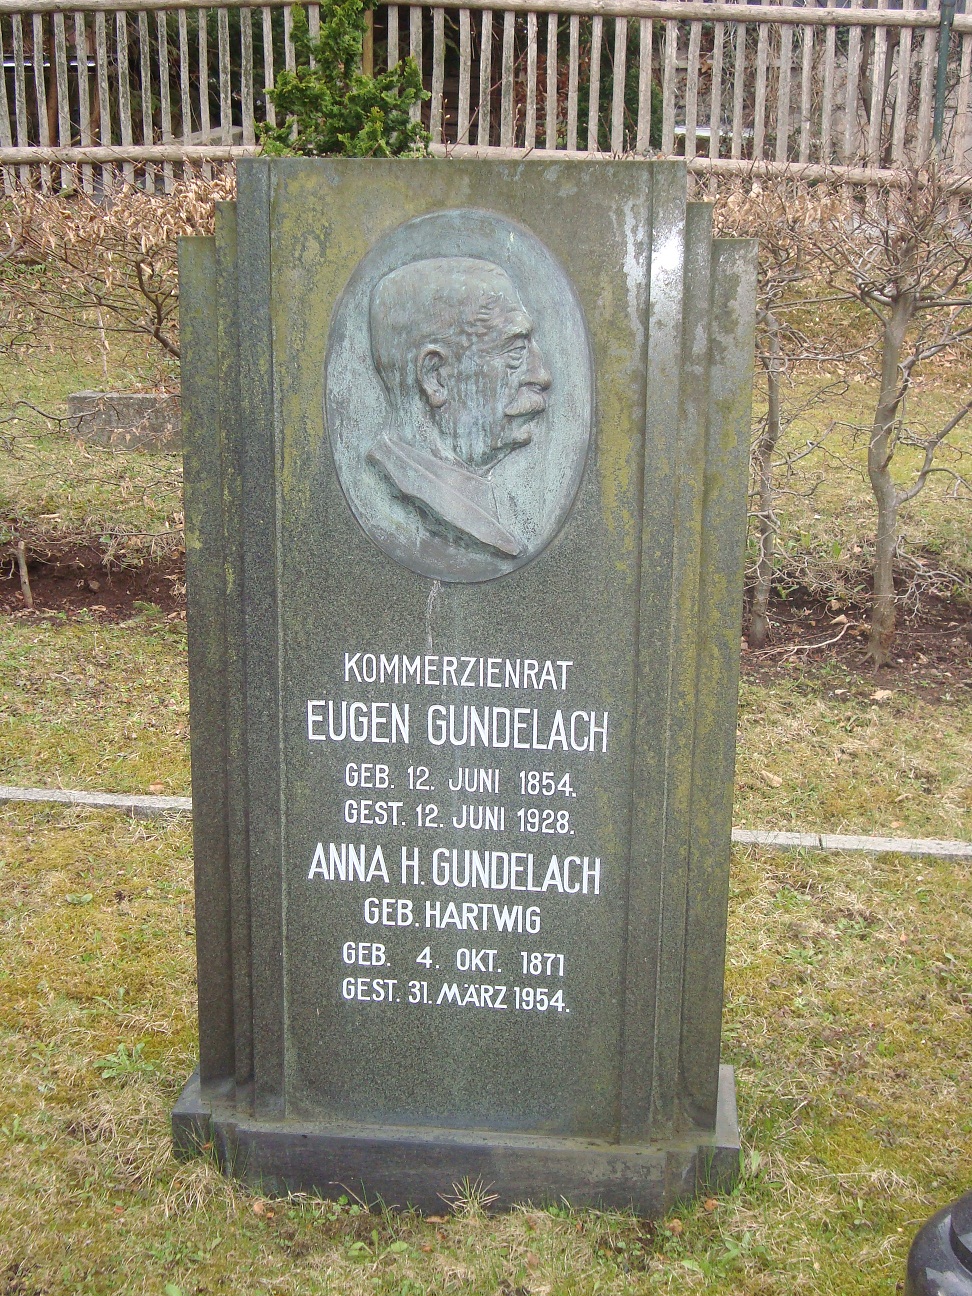 KOMMERZIENRAT
EUGEN GUNDELACH
GEB. 12. JUNI 1854.
GEST. 12. JUNI 1928.
ANNA H. GUNDELACH
GEB. HARTWIG
GEB. 4. OKT. 1871
GEST. 31. MÄRZ 1954.